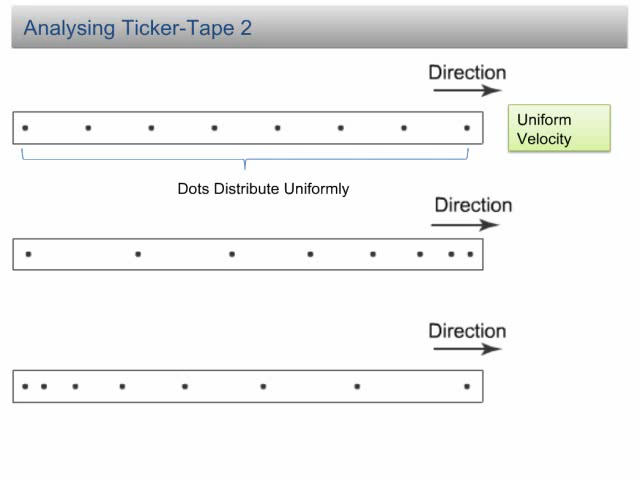 Analysing Ticker-Tape 2
Direction
Uniform
Velocity
Dots Distribute Uniformly
Direction
Direction